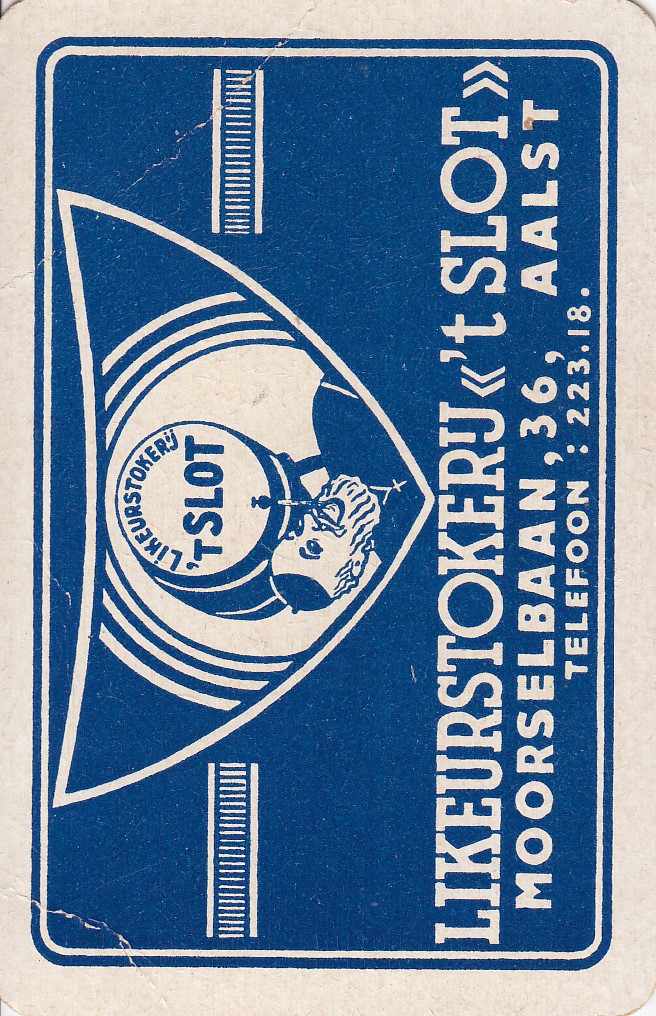 'LIKEURSTOKERIJ
'T SLOT
LIKEURSTOKERIJ «'t SLOT»
MOORSELBAAN, 36, AALST
TELEFOON : 223.18.